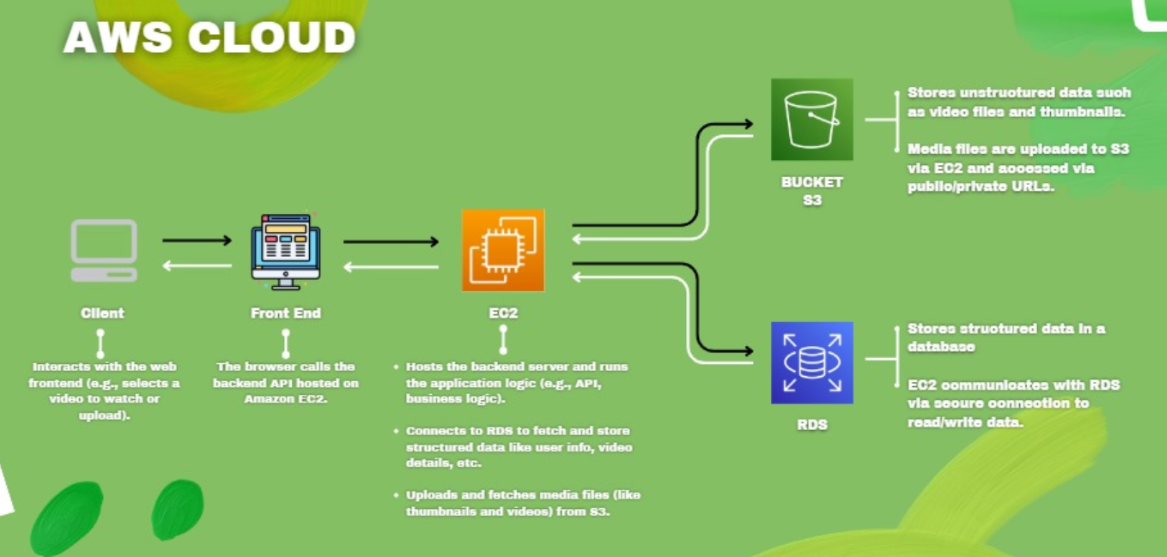 AWS CLOUD
Stores unstructured data such
as video files and thumbnails.
Media files are uploaded to S3
via EC2 and accessed via
public/private URLs.
BUCKET
S3
Client
Front End
EC2
Interacts with the web
frontend (e.g., selects a
video to watch or
upload).
The browser calls the
backend API hosted on
Amazon EC2.
• Hosts the backend server and runs
the application logic (e.g., API,
business logic).
• Connects to RDS to fetch and store
structured data like user info, video
details, etc.
• Uploads and fetches media files (like
thumbnails and videos) from S3.
RDS
Stores structured data in a
database
EC2 communicates with RDS
via secure connection to
read/write data.